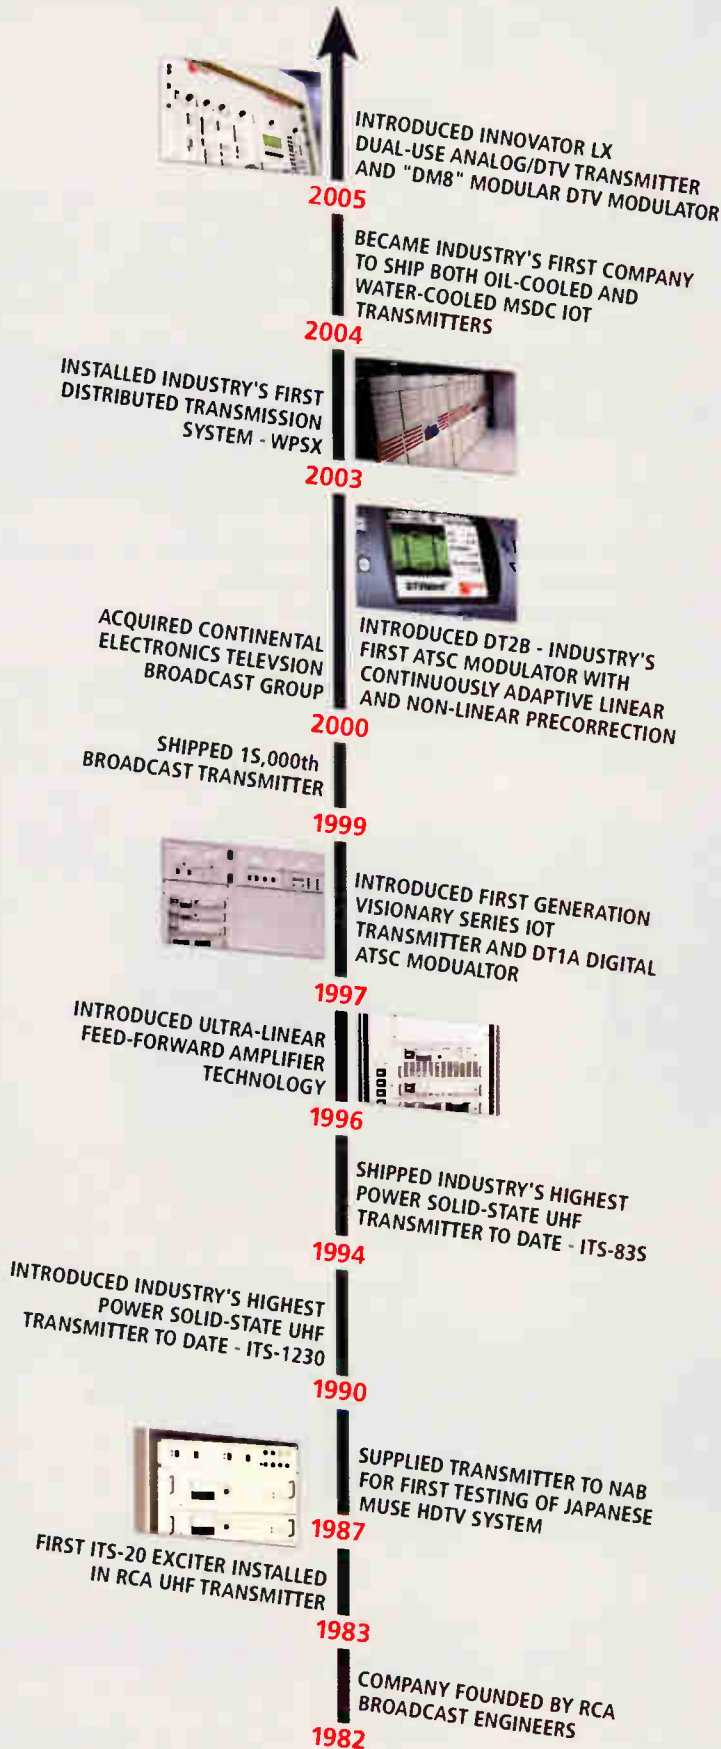 INTRODUCED INNOVATOR LX
DUAL-USE ANALOG/DTV TRANSMITTER
AND "DM8" MODULAR DTV MODULATOR
2005
BECAME INDUSTRY'S FIRST COMPANY
TO SHIP BOTH OIL-COOLED AND
WATER-COOLED MSDC IOT
TRANSMITTERS
2004
INSTALLED INDUSTRY'S FIRST
DISTRIBUTED TRANSMISSION
SYSTEM - WPSX
2003
ACQUIRED CONTINENTAL
ELECTRONICS TELEVSION
BROADCAST GROUP
INTRODUCED DT2B - INDUSTRY'S
FIRST ATSC MODULATOR WITH
CONTINUOUSLY ADAPTIVE LINEAR
AND NON-LINEAR PRECORRECTION
2000
SHIPPED 15,000th
BROADCAST TRANSMITTER
1999
INTRODUCED FIRST GENERATION
VISIONARY SERIES IOT
TRANSMITTER AND DT1A DIGITAL
ATSC MODUALTOR
1997
INTRODUCED ULTRA-LINEAR
FEED-FORWARD AMPLIFIER
TECHNOLOGY
1996
SHIPPED INDUSTRY'S HIGHEST
POWER SOLID-STATE UHF
TRANSMITTER TO DATE - ITS-835
1994
INTRODUCED INDUSTRY'S HIGHEST
POWER SOLID-STATE UHF
TRANSMITTER TO DATE - ITS-1230
1990
SUPPLIED TRANSMITTER TO NAB
FOR FIRST TESTING OF JAPANESE
MUSE HDTV SYSTEM
1987
FIRST ITS-20 EXCITER INSTALLED
IN RCA UHF TRANSMITTER
1983
COMPANY FOUNDED BY RCA
BROADCAST ENGINEERS
1982